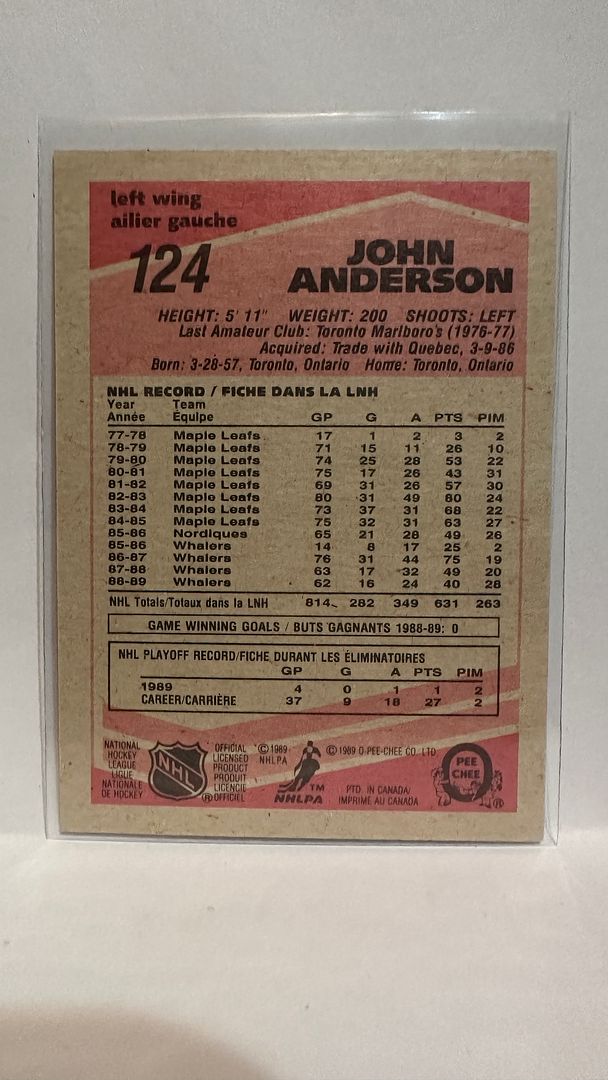 left wing
ailier gauche
124
JOHN
ANDERSON
HEIGHT: 5' 11" WEIGHT: 200 SHOOTS: LEFT
Last Amateur Club: Toronto Marlboro's (1976-77)
Acquired: Trade with Quebec, 3-9-86
Born: 3-28-57, Toronto, Ontario Home: Toronto, Ontario
NHL RECORD / FICHE DANS LA LNH
Year Team
Année Équipe GP G A PTS PIM
77-78 Maple Leafs 17 1 2 3 2
78-79 Maple Leafs 71 15 11 26 10
79-80 Maple Leafs 74 25 28 53 22
80-81 Maple Leafs 75 17 26 43 31
81-82 Maple Leafs 69 31 26 57 30
82-83 Maple Leafs 80 31 49 80 24
83-84 Maple Leafs 73 37 31 68 22
84-85 Maple Leafs 75 32 31 63 27
85-86 Nordiques 65 21 28 49 26
85-86 Whalers 14 8 17 25 2
86-87 Whalers 76 31 44 75 19
87-88 Whalers 63 17 32 49 20
88-89 Whalers 62 16 24 40 28
NHL Totals/Totaux dans la LNH 814 282 349 631 263
GAME WINNING GOALS / BUTS GAGNANTS 1988-89: 0
NHL PLAYOFF RECORD/FICHE DURANT LES ÉLIMINATOIRES
GP G A PTS PIM
1989 4 0 1 1 2
CAREER/CARRIÈRE 37 9 18 27 2
NATIONAL
HOCKEY
LEAGUE
LIGUE
NATIONALE
DE HOCKEY
NHL
OFFICIAL
LICENSED
PRODUCT
PRODUIT
LICENCIÉ
® OFFICIEL
© 1989
NHLPA
TM
NHLPA
© 1989 O-PEE-CHEE CO. LTD.
PTD. IN CANADA/
IMPRIMÉ AU CANADA
PEE
CHEE